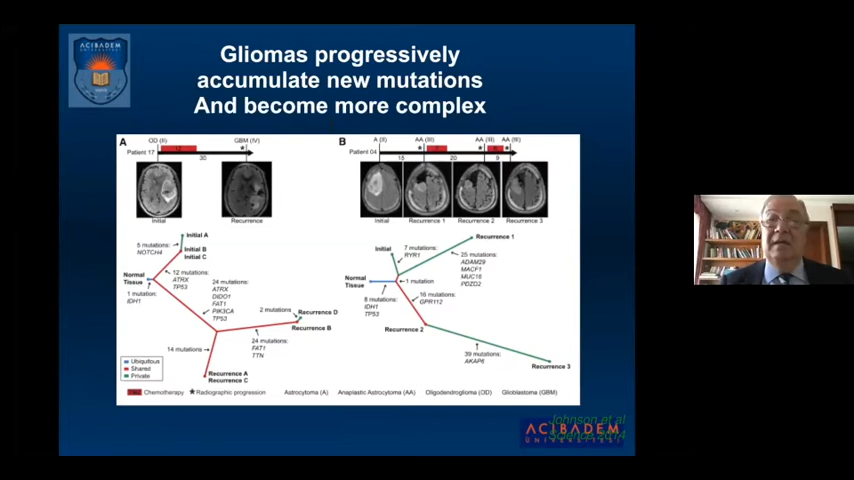 ACIBADEM
Gliomas progressively
accumulate new mutations
And become more complex
A
OD (II)
GBM (IV)
Patient 17
30
Initial
Recurrence
Initial A
5 mutations:
NOTCH4
Initial B
Initial C
12 mutations:
ATRX
TP53
Normal
Tissue
1 mutation:
IDH1
24 mutations:
ATRX
DIDO1
FAT1
PIK3CA
TP53
2 mutations
Recurrence D
Recurrence B
24 mutations:
FAT1
TTN
14 mutations
Recurrence A
Recurrence C
Ubiquitous
Shared
Private
B
A (II)
AA (III)
AA (III)
AA (III)
Patient 04
15
20
9
Initial
Recurrence 1
Recurrence 2
Recurrence 3
Recurrence 1
Initial
7 mutations:
RYR1
25 mutations:
ADAM29
MACF1
MUC16
PDZD2
Normal
Tissue
1 mutation
8 mutations:
IDH1
TP53
16 mutations:
GPR112
Recurrence 2
39 mutations:
AKAP6
Recurrence 3
Chemotherapy
Radiographic progression
Astrocytoma (A)
Anaplastic Astrocytoma (AA)
Oligodendroglioma (OD)
Glioblastoma (GBM)
Johnson et al
Science 2014
ACIBADEM